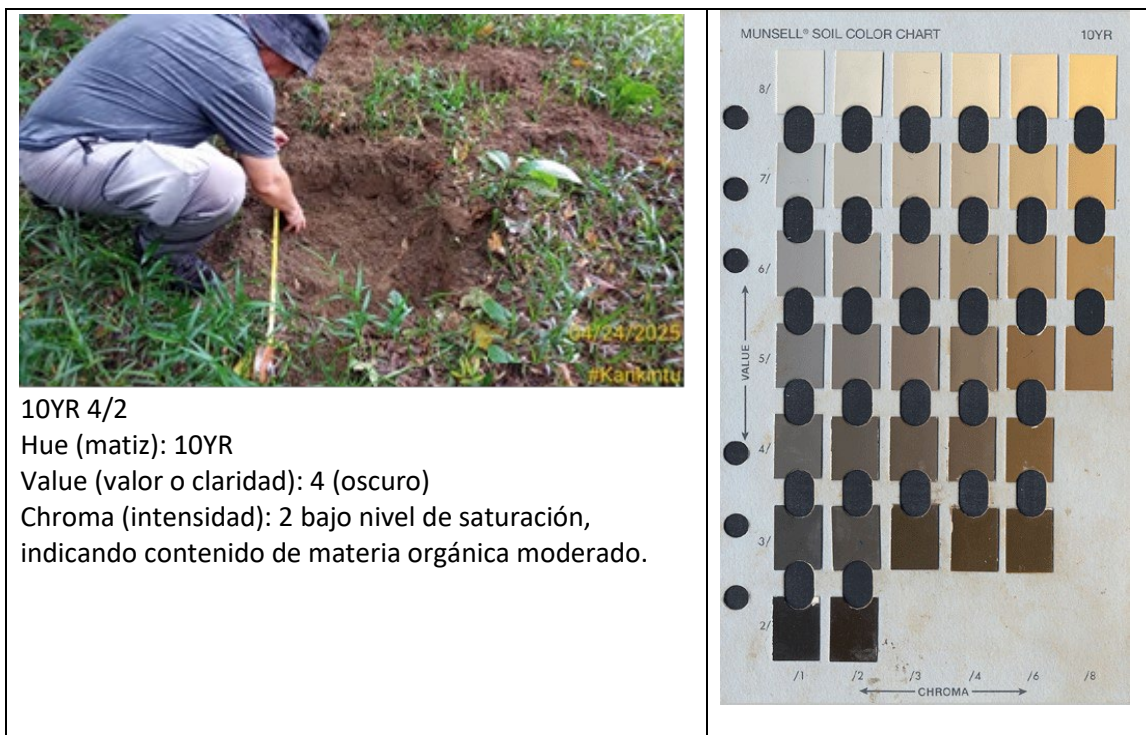 04/24/2025
#Kankintu
10YR 4/2
Hue (matiz): 10YR
Value (valor o claridad): 4 (oscuro)
Chroma (intensidad): 2 bajo nivel de saturación,
indicando contenido de materia orgánica moderado.
MUNSELL® SOIL COLOR CHART 10YR
8/
7/
6/
5/
VALUE
4/
3/
2/
/1 /2 /3 /4 /6 /8
CHROMA